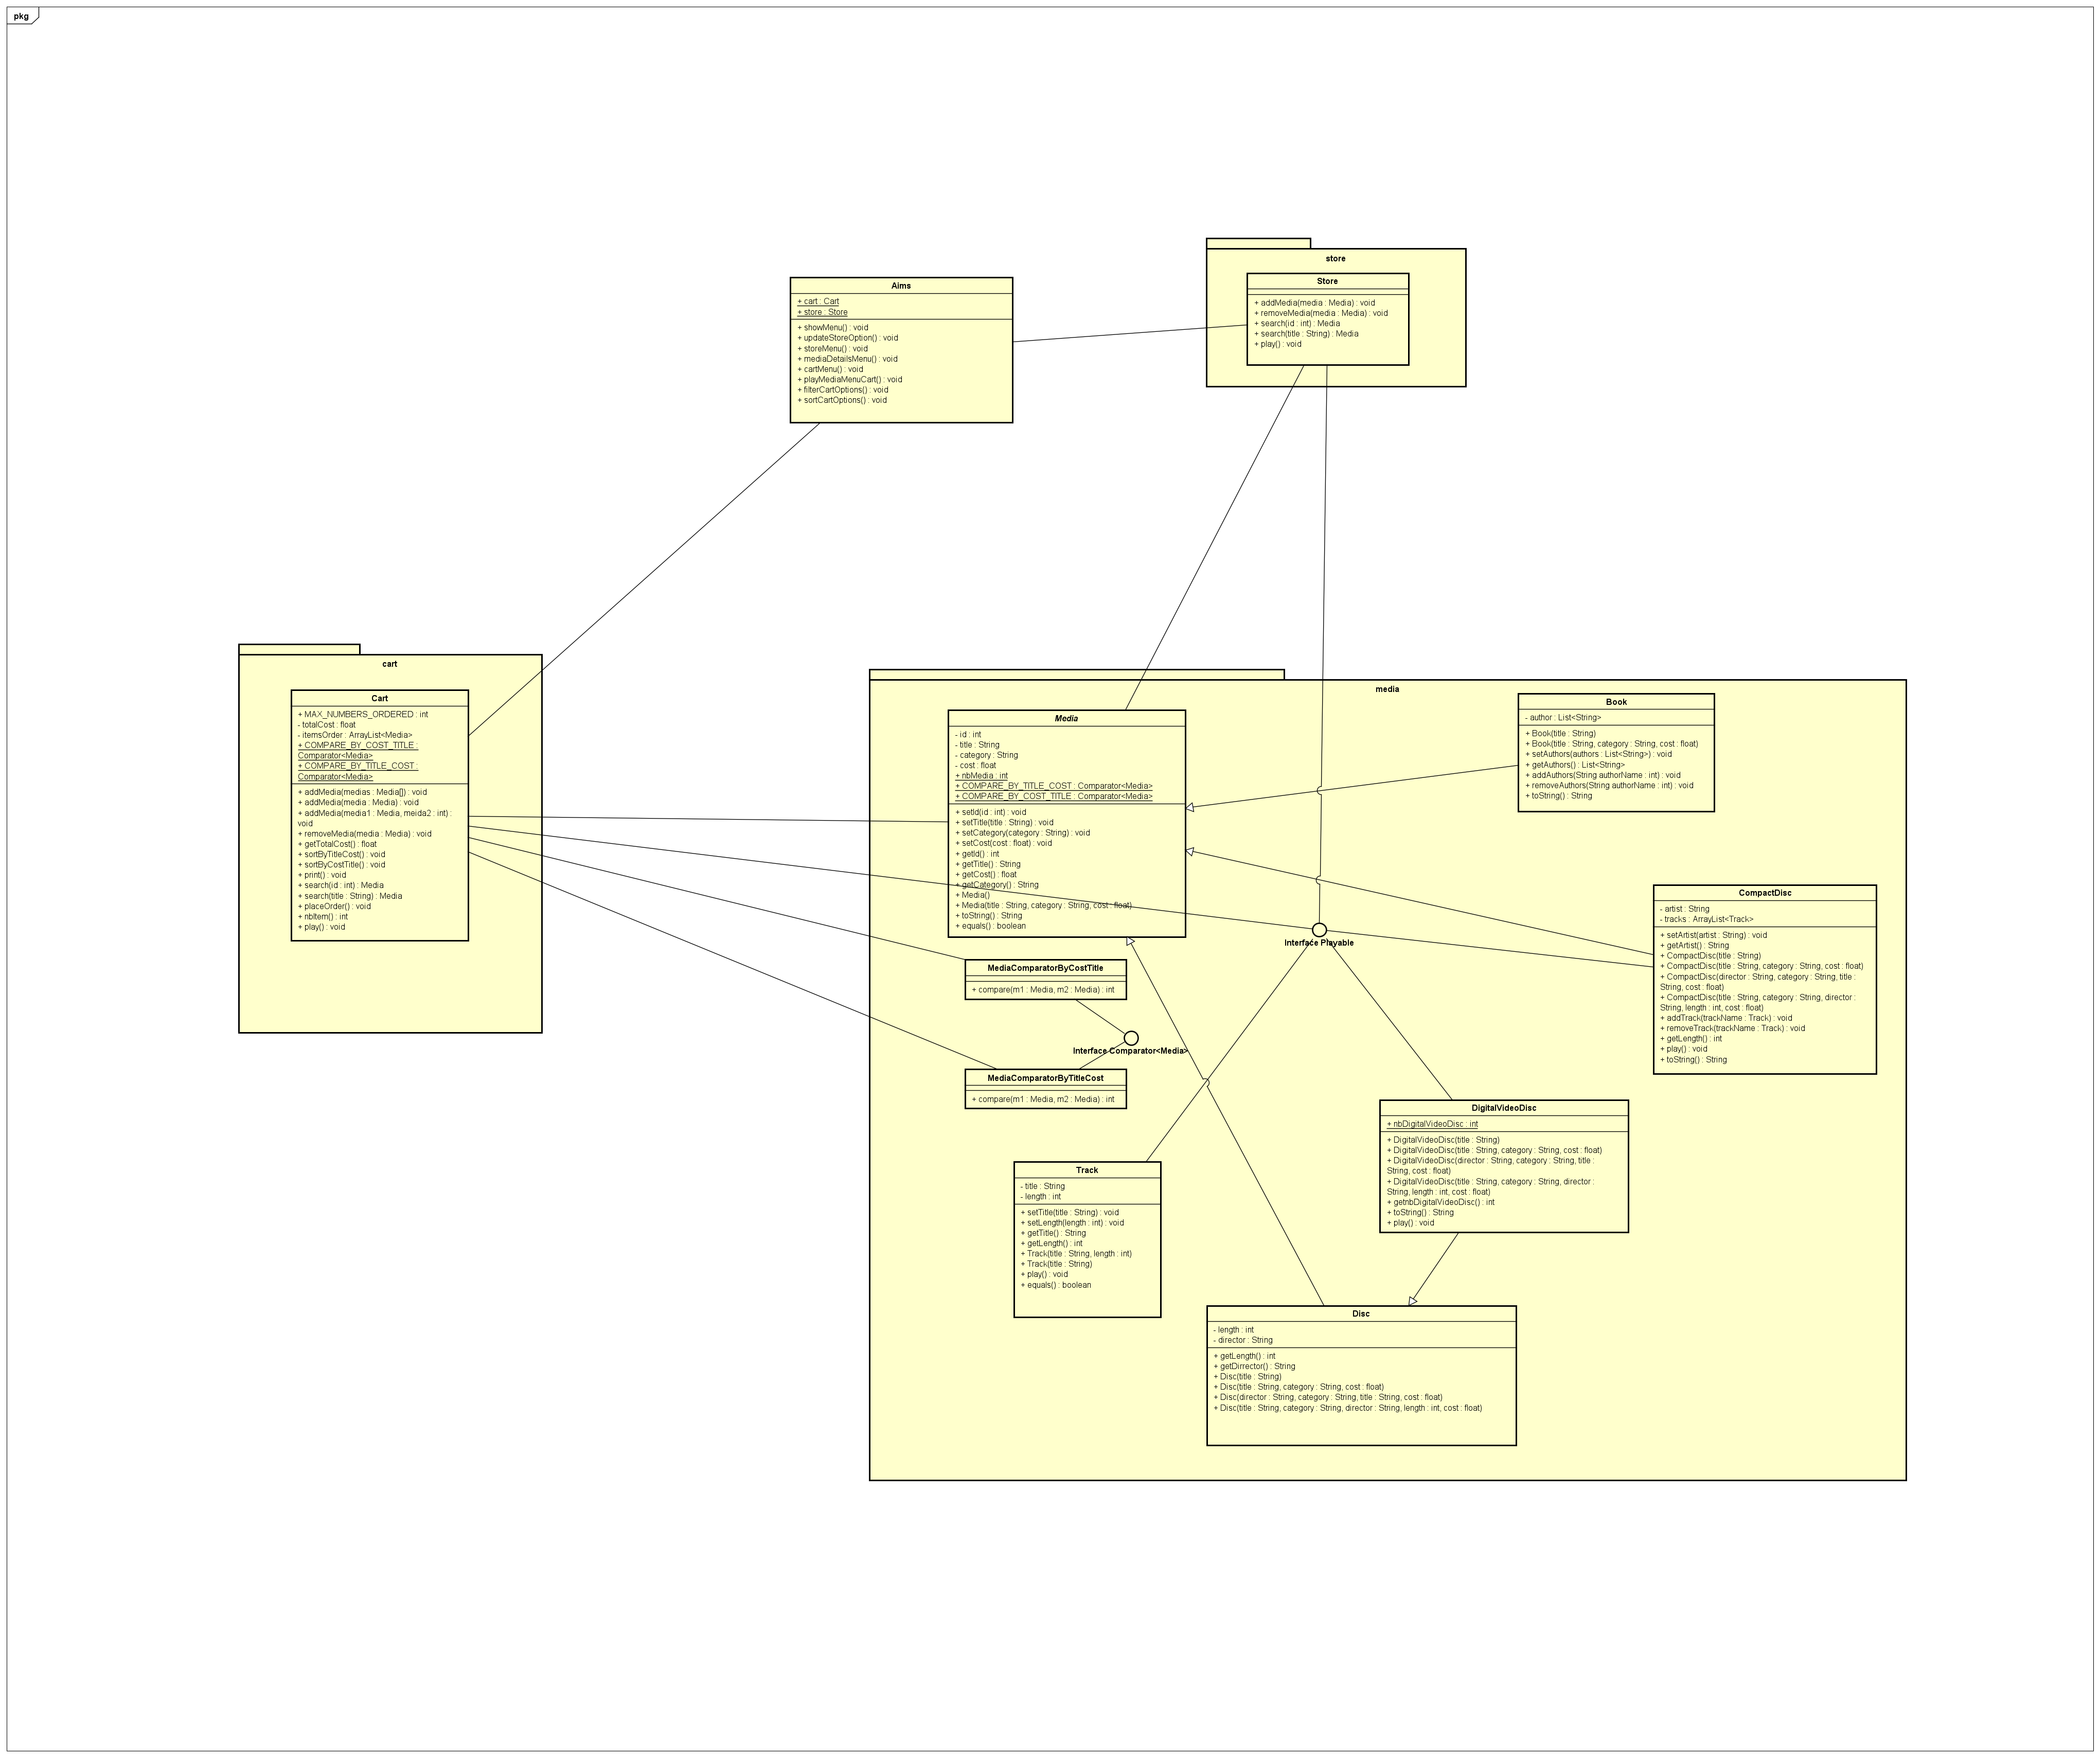 pkg
store
Store
+ addMedia(media : Media) : void
+ removeMedia(media : Media) : void
+ search(id : int) : Media
+ search(title : String) : Media
+ play() : void
Aims
+ cart : Cart
+ store : Store
+ showMenu() : void
+ updateStoreOption() : void
+ storeMenu() : void
+ mediaDetailsMenu() : void
+ cartMenu() : void
+ playMediaMenuCart() : void
+ filterCartOptions() : void
+ sortCartOptions() : void
cart
Cart
+ MAX_NUMBERS_ORDERED : int
- totalCost : float
- itemsOrder : ArrayList<Media>
+ COMPARE_BY_COST_TITLE :
Comparator<Media>
+ COMPARE_BY_TITLE_COST :
Comparator<Media>
+ addMedia(medias : Media[]) : void
+ addMedia(media : Media) : void
+ addMedia(media1 : Media, meida2 : int) :
void
+ removeMedia(media : Media) : void
+ getTotalCost() : float
+ sortByTitleCost() : void
+ sortByCostTitle() : void
+ print() : void
+ search(id : int) : Media
+ search(title : String) : Media
+ placeOrder() : void
+ nbItem() : int
+ play() : void
media
Media
- id : int
- title : String
- category : String
- cost : float
+ nbMedia : int
+ COMPARE_BY_TITLE_COST : Comparator<Media>
+ COMPARE_BY_COST_TITLE : Comparator<Media>
+ setId(id : int) : void
+ setTitle(title : String) : void
+ setCategory(category : String) : void
+ setCost(cost : float) : void
+ getId() : int
+ getTitle() : String
+ getCost() : float
+ getCategory() : String
+ Media()
+ Media(title : String, category : String, cost : float)
+ toString() : String
+ equals() : boolean
Book
- author : List<String>
+ Book(title : String)
+ Book(title : String, category : String, cost : float)
+ setAuthors(authors : List<String>) : void
+ getAuthors() : List<String>
+ addAuthors(String authorName : int) : void
+ removeAuthors(String authorName : int) : void
+ toString() : String
CompactDisc
- artist : String
- tracks : ArrayList<Track>
+ setArtist(artist : String) : void
+ getArtist() : String
+ CompactDisc(title : String)
+ CompactDisc(title : String, category : String, cost : float)
+ CompactDisc(director : String, category : String, title :
String, cost : float)
+ CompactDisc(title : String, category : String, director :
String, length : int, cost : float)
+ addTrack(trackName : Track) : void
+ removeTrack(trackName : Track) : void
+ getLength() : int
+ play() : void
+ toString() : String
Interface Playable
MediaComparatorByCostTitle
+ compare(m1 : Media, m2 : Media) : int
Interface Comparator<Media>
MediaComparatorByTitleCost
+ compare(m1 : Media, m2 : Media) : int
DigitalVideoDisc
+ nbDigitalVideoDisc : int
+ DigitalVideoDisc(title : String)
+ DigitalVideoDisc(title : String, category : String, cost : float)
+ DigitalVideoDisc(director : String, category : String, title :
String, cost : float)
+ DigitalVideoDisc(title : String, category : String, director :
String, length : int, cost : float)
+ getnbDigitalVideoDisc() : int
+ toString() : String
+ play() : void
Track
- title : String
- length : int
+ setTitle(title : String) : void
+ setLength(length : int) : void
+ getTitle() : String
+ getLength() : int
+ Track(title : String, length : int)
+ Track(title : String)
+ play() : void
+ equals() : boolean
Disc
- length : int
- director : String
+ getLength() : int
+ getDirrector() : String
+ Disc(title : String)
+ Disc(title : String, category : String, cost : float)
+ Disc(director : String, category : String, title : String, cost : float)
+ Disc(title : String, category : String, director : String, length : int, cost : float)